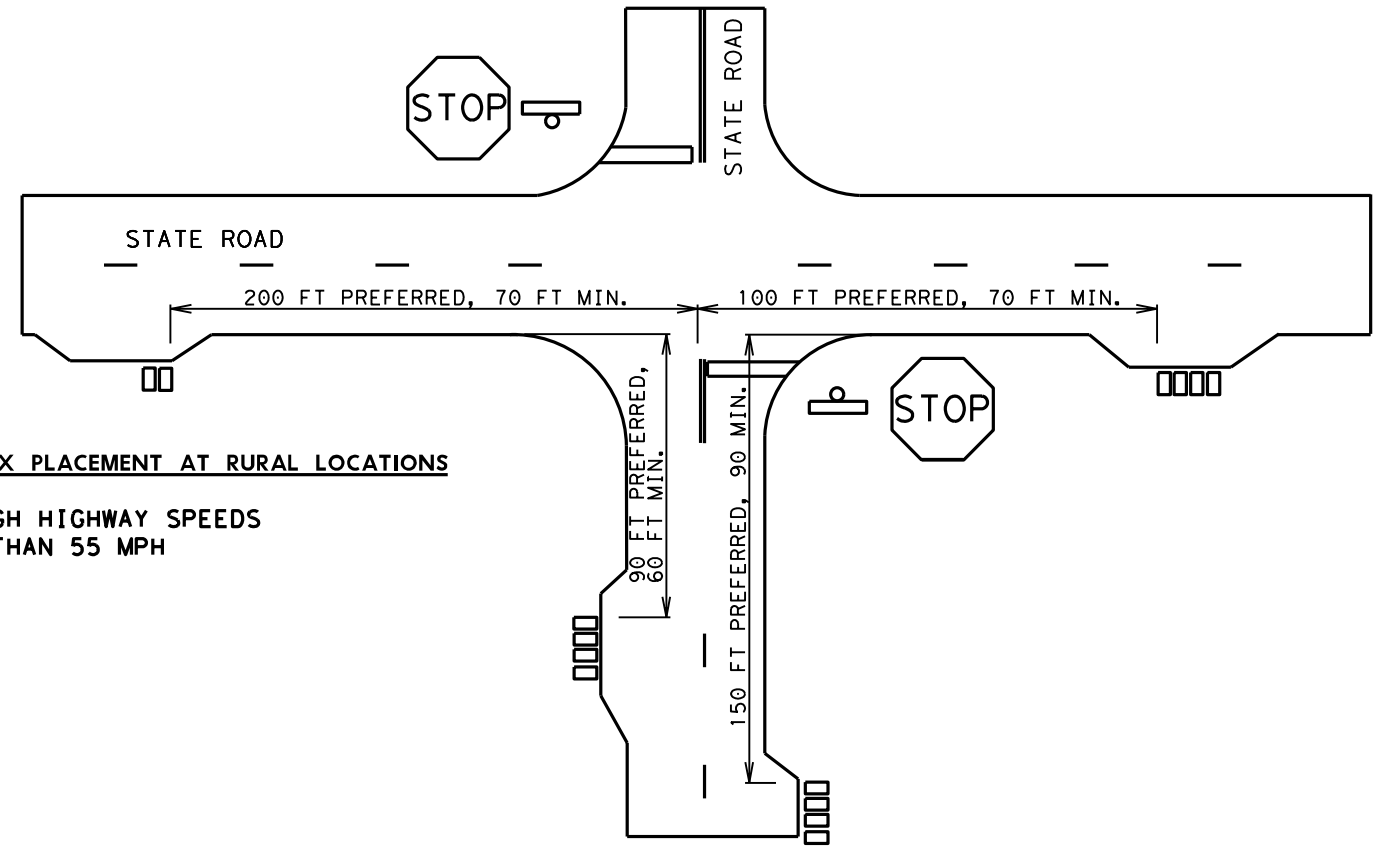 STATE ROAD
STOP
STATE ROAD
200 FT PREFERRED, 70 FT MIN.
100 FT PREFERRED, 70 FT MIN.
STOP
90 FT PREFERRED,
60 FT MIN.
150 FT PREFERRED, 90 MIN.
X PLACEMENT AT RURAL LOCATIONS
GH HIGHWAY SPEEDS
THAN 55 MPH